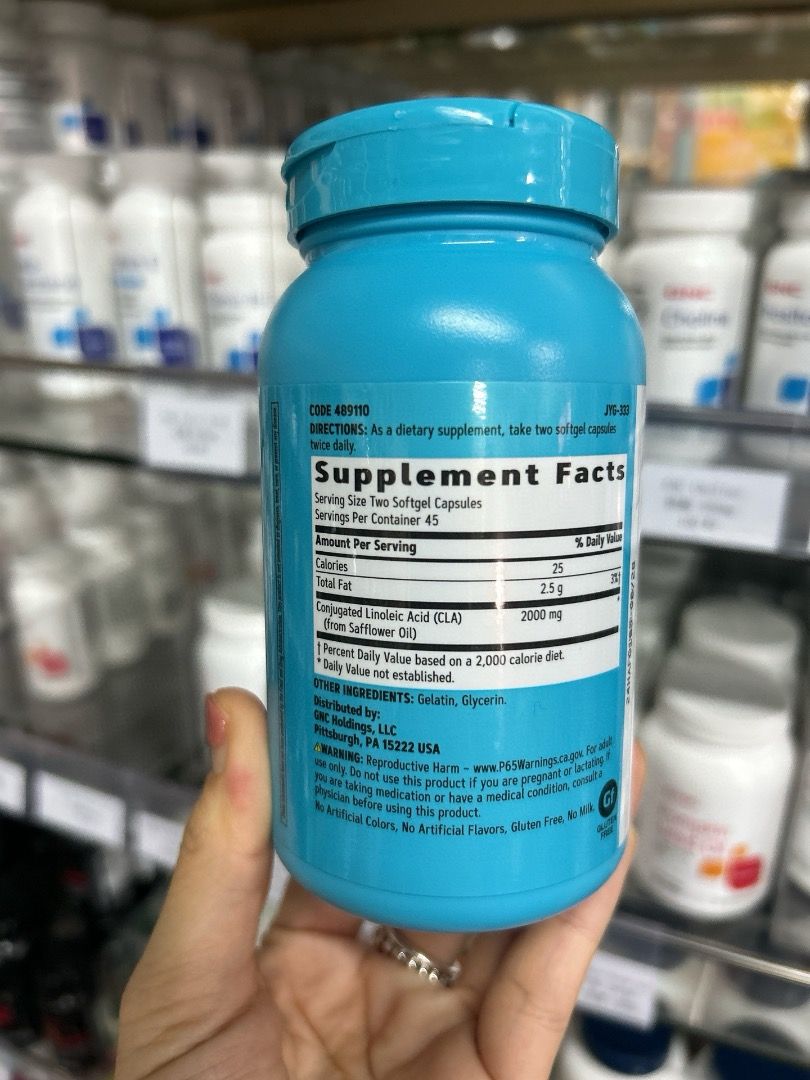 CODE 489110 JYG-333
DIRECTIONS: As a dietary supplement, take two softgel capsules
twice daily.
Supplement Facts
Serving Size Two Softgel Capsules
Servings Per Container 45
Amount Per Serving % Daily Value
Calories 25
Total Fat 2.5 g 3%†
Conjugated Linoleic Acid (CLA) 2000 mg *
(from Safflower Oil)
† Percent Daily Value based on a 2,000 calorie diet.
* Daily Value not established.
OTHER INGREDIENTS: Gelatin, Glycerin.
Distributed by:
GNC Holdings, LLC
Pittsburgh, PA 15222 USA
⚠WARNING: Reproductive Harm – www.P65Warnings.ca.gov. For adult
use only. Do not use this product if you are pregnant or lactating. If
you are taking medication or have a medical condition, consult a
physician before using this product.
No Artificial Colors, No Artificial Flavors, Gluten Free, No Milk.
Gf
GLUTEN
FREE
GNC
Choline